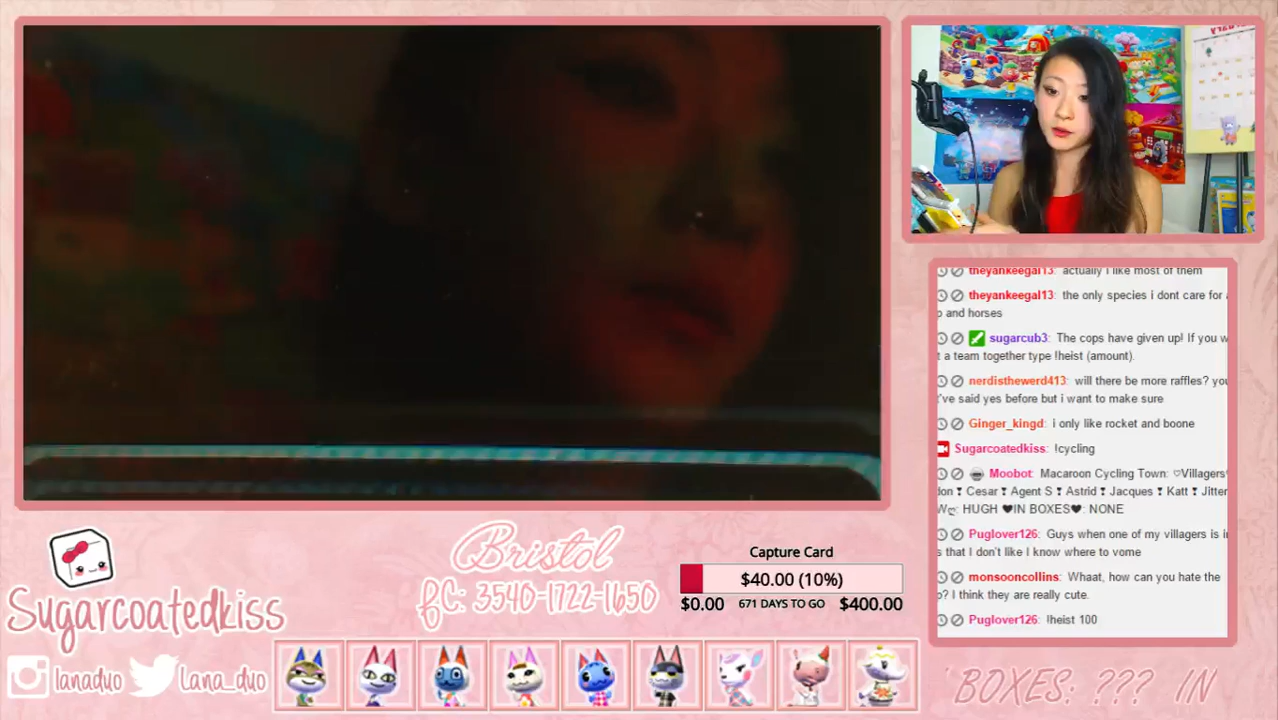 theyankeegal13: actually i like most of them
theyankeegal13: the only species i dont care for
and horses
sugarcub3: The cops have given up! If you
a team together type !heist (amount).
nerdisthewerd413: will there be more raffles?
've said yes before but i want to make sure
Ginger_kingd: i only like rocket and boone
Sugarcoatedkiss: !cycling
Moobot: Macaroon Cycling Town: ♡Villagers
Cesar❣ Agent S❣ Astrid❣ Jacques❣ Katt❣
HUGH ♥IN BOXES♥: NONE
Puglover126: Guys when one of my villagers is
that I don't like I know where to vome
monsooncollins: Whaat, how can you hate the
? I think they are really cute.
Puglover126: !heist 100
Bristol
FC: 3540-1722-1650
Capture Card
$40.00 (10%)
$0.00 671 DAYS TO GO $400.00
Sugarcoatedkiss
lanaduo Lana_duo
BOXES: ??? IN